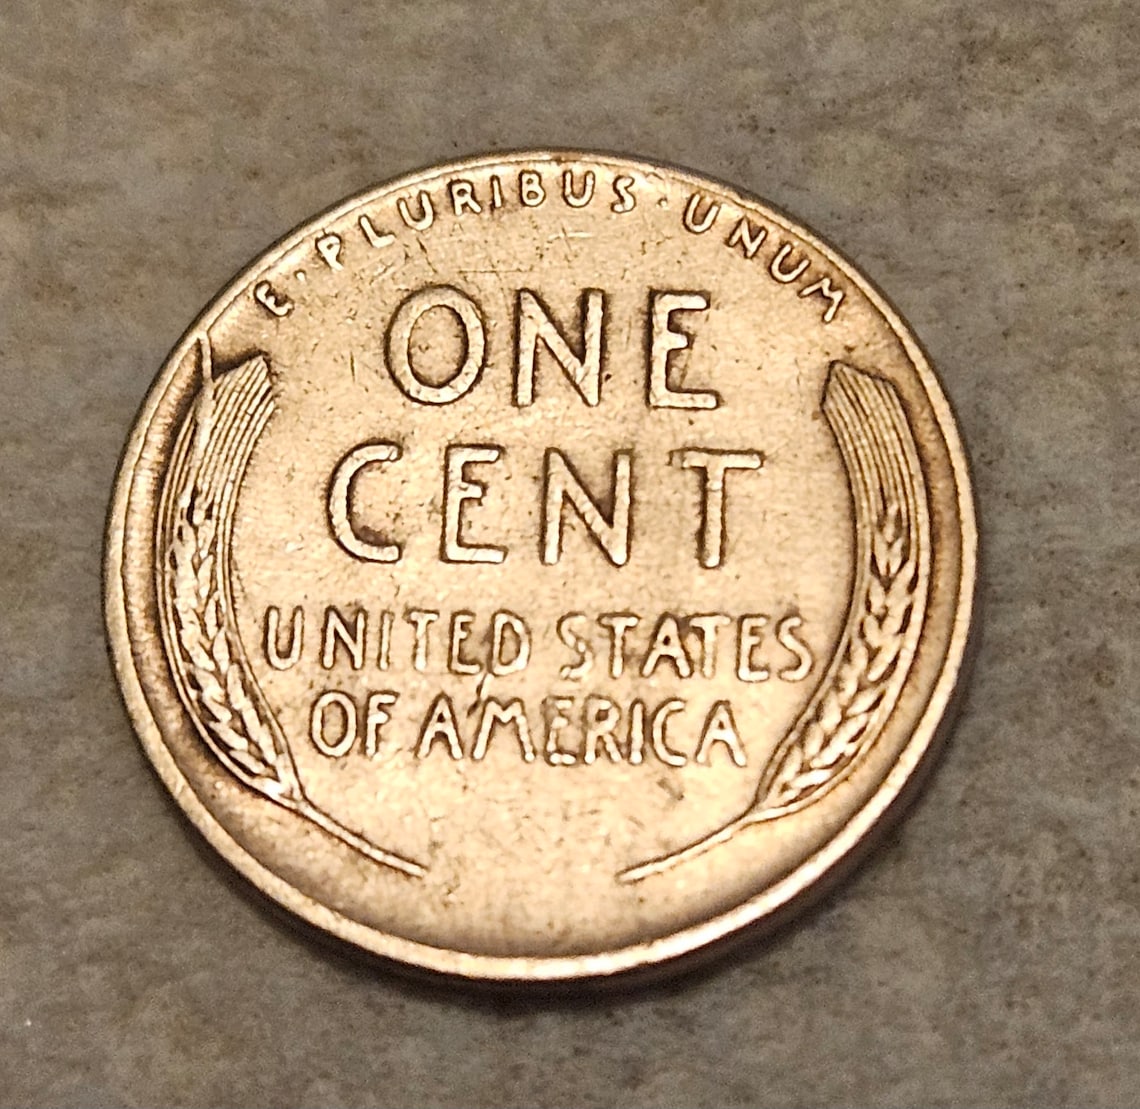 E·PLURIBUS·UNUM
ONE
CENT
UNITED STATES
OF AMERICA